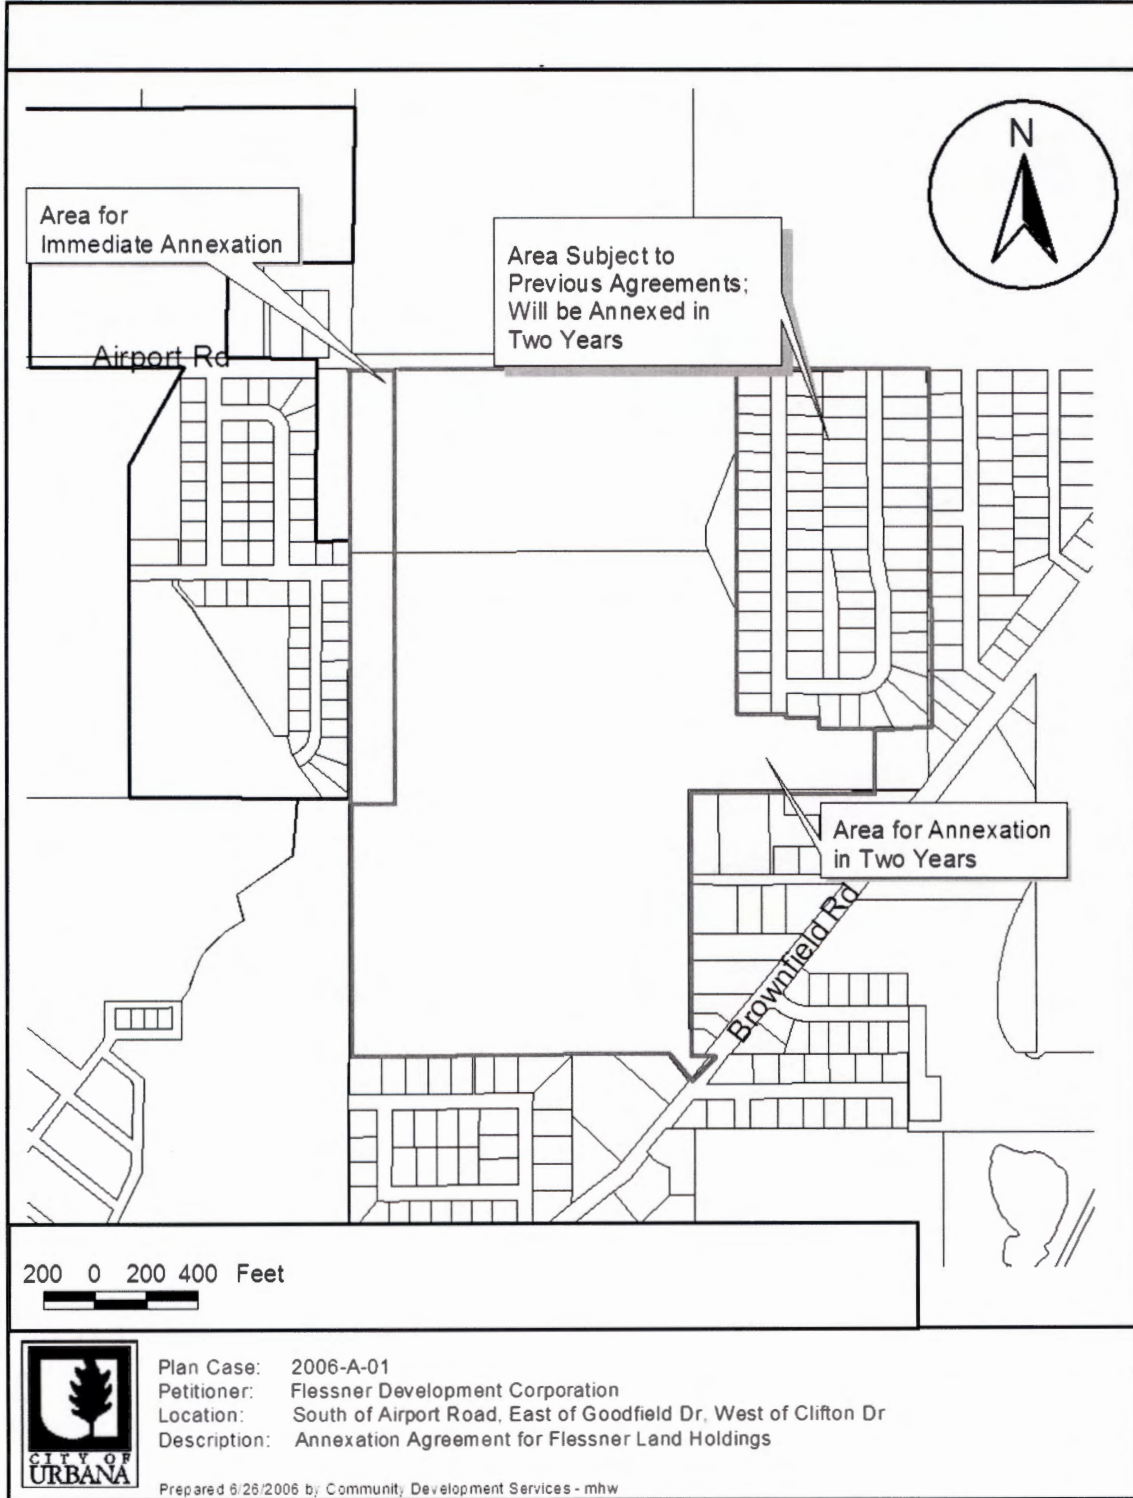 N
Area for
Immediate Annexation
Area Subject to
Previous Agreements;
Will be Annexed in
Two Years
Airport Rd
Area for Annexation
in Two Years
Brownfield Rd
200 0 200 400 Feet
CITY OF
URBANA
Plan Case: 2006-A-01
Petitioner: Flessner Development Corporation
Location: South of Airport Road, East of Goodfield Dr, West of Clifton Dr
Description: Annexation Agreement for Flessner Land Holdings
Prepared 6/26/2006 by Community Development Services - mhw